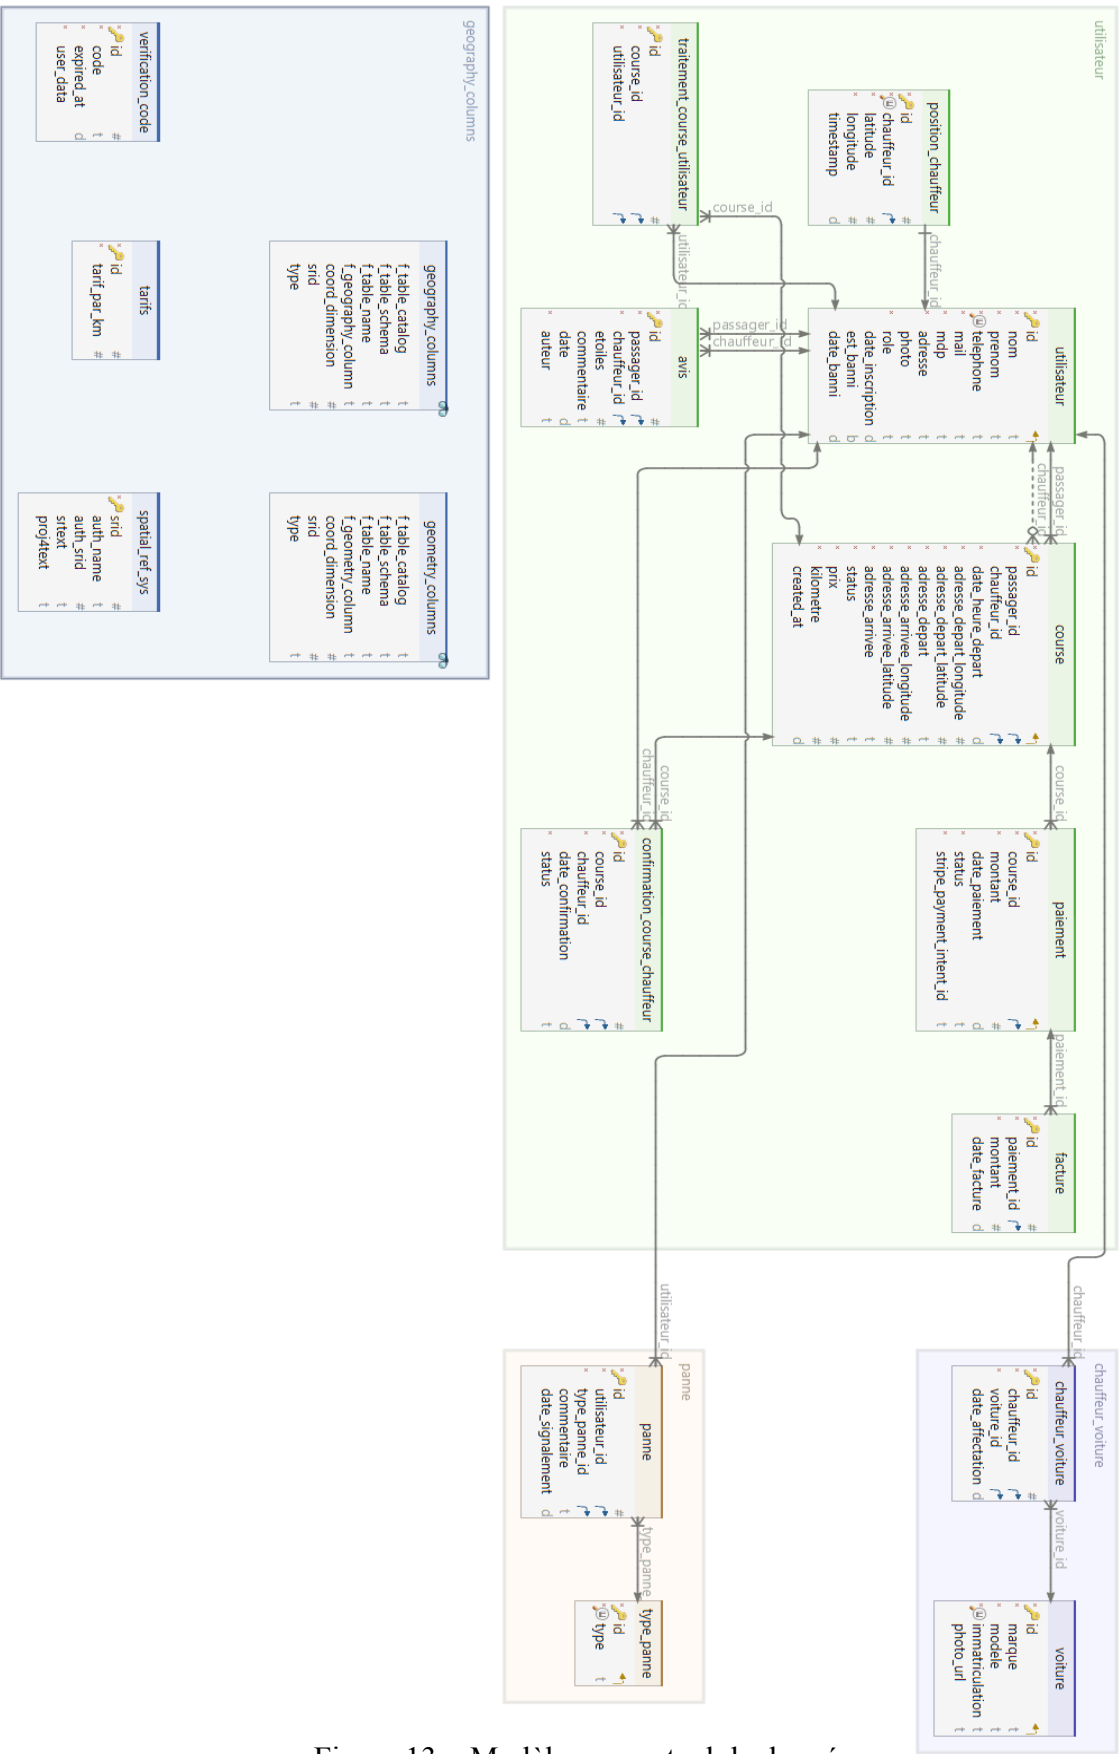 utilisateur
position_chauffeur
id
chauffeur_id
latitude
longitude
timestamp
#
#
#
d
chauffeur_id
traitement_course_utilisateur
id
course_id
utilisateur_id
#
course_id
utilisateur_id
utilisateur
id
nom
prenom
telephone
mail
mdp
adresse
photo
role
date_inscription
est_banni
date_banni
t
t
t
t
t
t
t
t
d
b
d
avis
id
passager_id
chauffeur_id
etoiles
commentaire
date
auteur
#
t
d
t
passager_id
chauffeur_id
passager_id
chauffeur_id
course
id
passager_id
chauffeur_id
date_heure_depart
adresse_depart_longitude
adresse_depart_latitude
adresse_depart
adresse_arrivee_longitude
adresse_arrivee_latitude
adresse_arrivee
status
prix
kilometre
created_at
d
#
#
t
#
#
t
t
#
#
d
course_id
paiement
id
course_id
montant
date_paiement
status
stripe_payment_intent_id
#
d
t
t
course_id
chauffeur_id
confirmation_course_chauffeur
id
course_id
chauffeur_id
date_confirmation
status
#
d
t
paiement_id
facture
id
paiement_id
montant
date_facture
#
#
d
chauffeur_id
utilisateur_id
chauffeur_voiture
chauffeur_voiture
id
chauffeur_id
voiture_id
date_affectation
#
d
voiture_id
voiture
id
marque
modele
immatriculation
photo_url
t
t
t
t
panne
panne
id
utilisateur_id
type_panne_id
commentaire
date_signalement
#
t
d
type_panne
type_panne
id
type
t
geography_columns
geography_columns
f_table_catalog
f_table_schema
f_table_name
f_geography_column
coord_dimension
srid
type
t
t
t
t
#
#
t
geometry_columns
f_table_catalog
f_table_schema
f_table_name
f_geometry_column
coord_dimension
srid
type
t
t
t
t
#
#
t
verification_code
id
code
expired_at
user_data
#
t
d
tarifs
id
tarif_par_km
#
#
spatial_ref_sys
srid
auth_name
auth_srid
srtext
proj4text
#
t
#
t
t